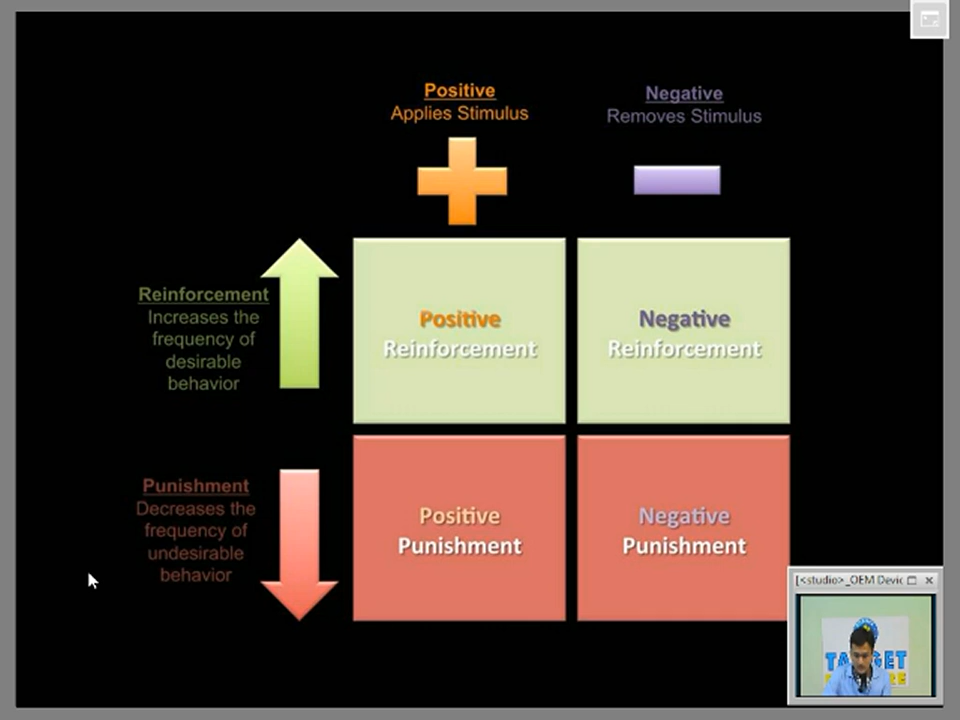 Positive
Applies Stimulus
Negative
Removes Stimulus
Reinforcement
Increases the
frequency of
desirable
behavior
Positive
Reinforcement
Negative
Reinforcement
Punishment
Decreases the
frequency of
undesirable
behavior
Positive
Punishment
Negative
Punishment
[<studio>_OEM Devic